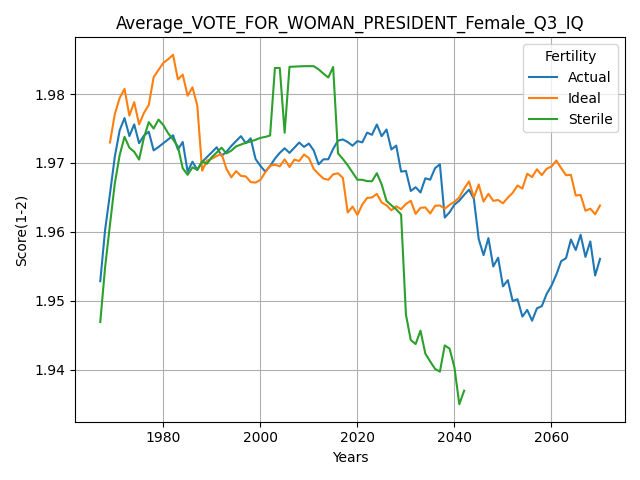 Average_VOTE_FOR_WOMAN_PRESIDENT_Female_Q3_IQ
Fertility
Actual
Ideal
Sterile
Score(1-2)
1.98
1.97
1.96
1.95
1.94
1980 2000 2020 2040 2060
Years